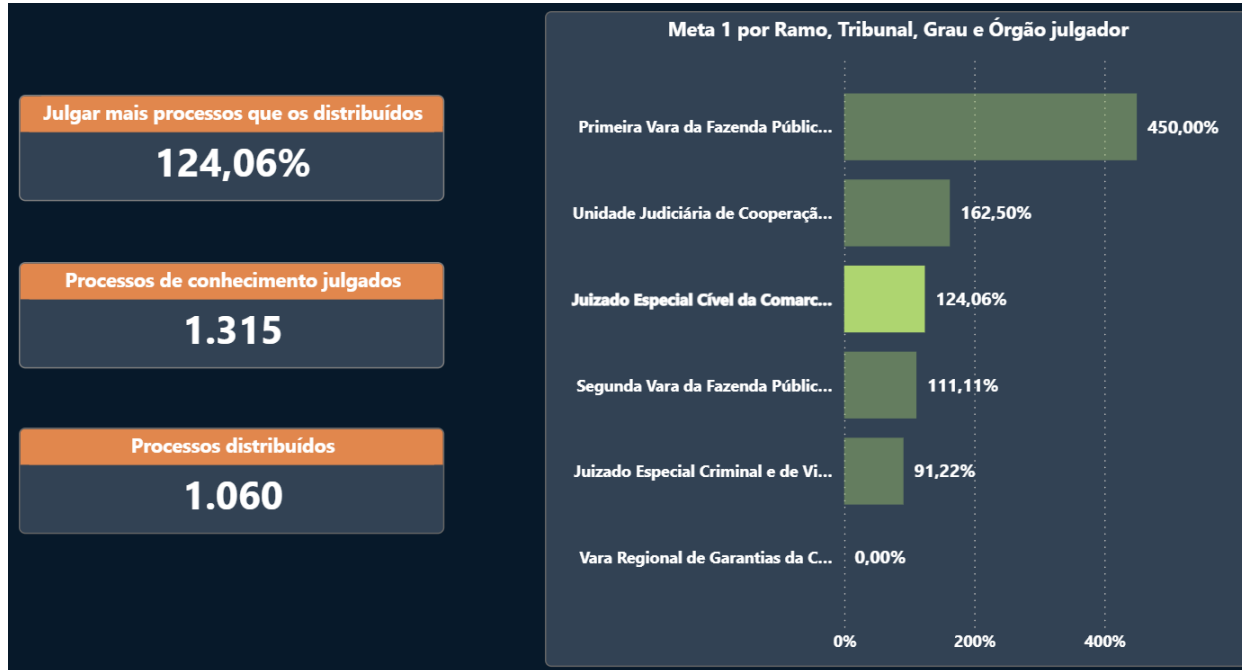 Julgar mais processos que os distribuídos
124,06%
Processos de conhecimento julgados
1.315
Processos distribuídos
1.060
Meta 1 por Ramo, Tribunal, Grau e Órgão julgador
Primeira Vara da Fazenda Públic... 450,00%
Unidade Judiciária de Cooperaçã... 162,50%
Juizado Especial Cível da Comarc... 124,06%
Segunda Vara da Fazenda Públic... 111,11%
Juizado Especial Criminal e de Vi... 91,22%
Vara Regional de Garantias da C... 0,00%
0% 200% 400%